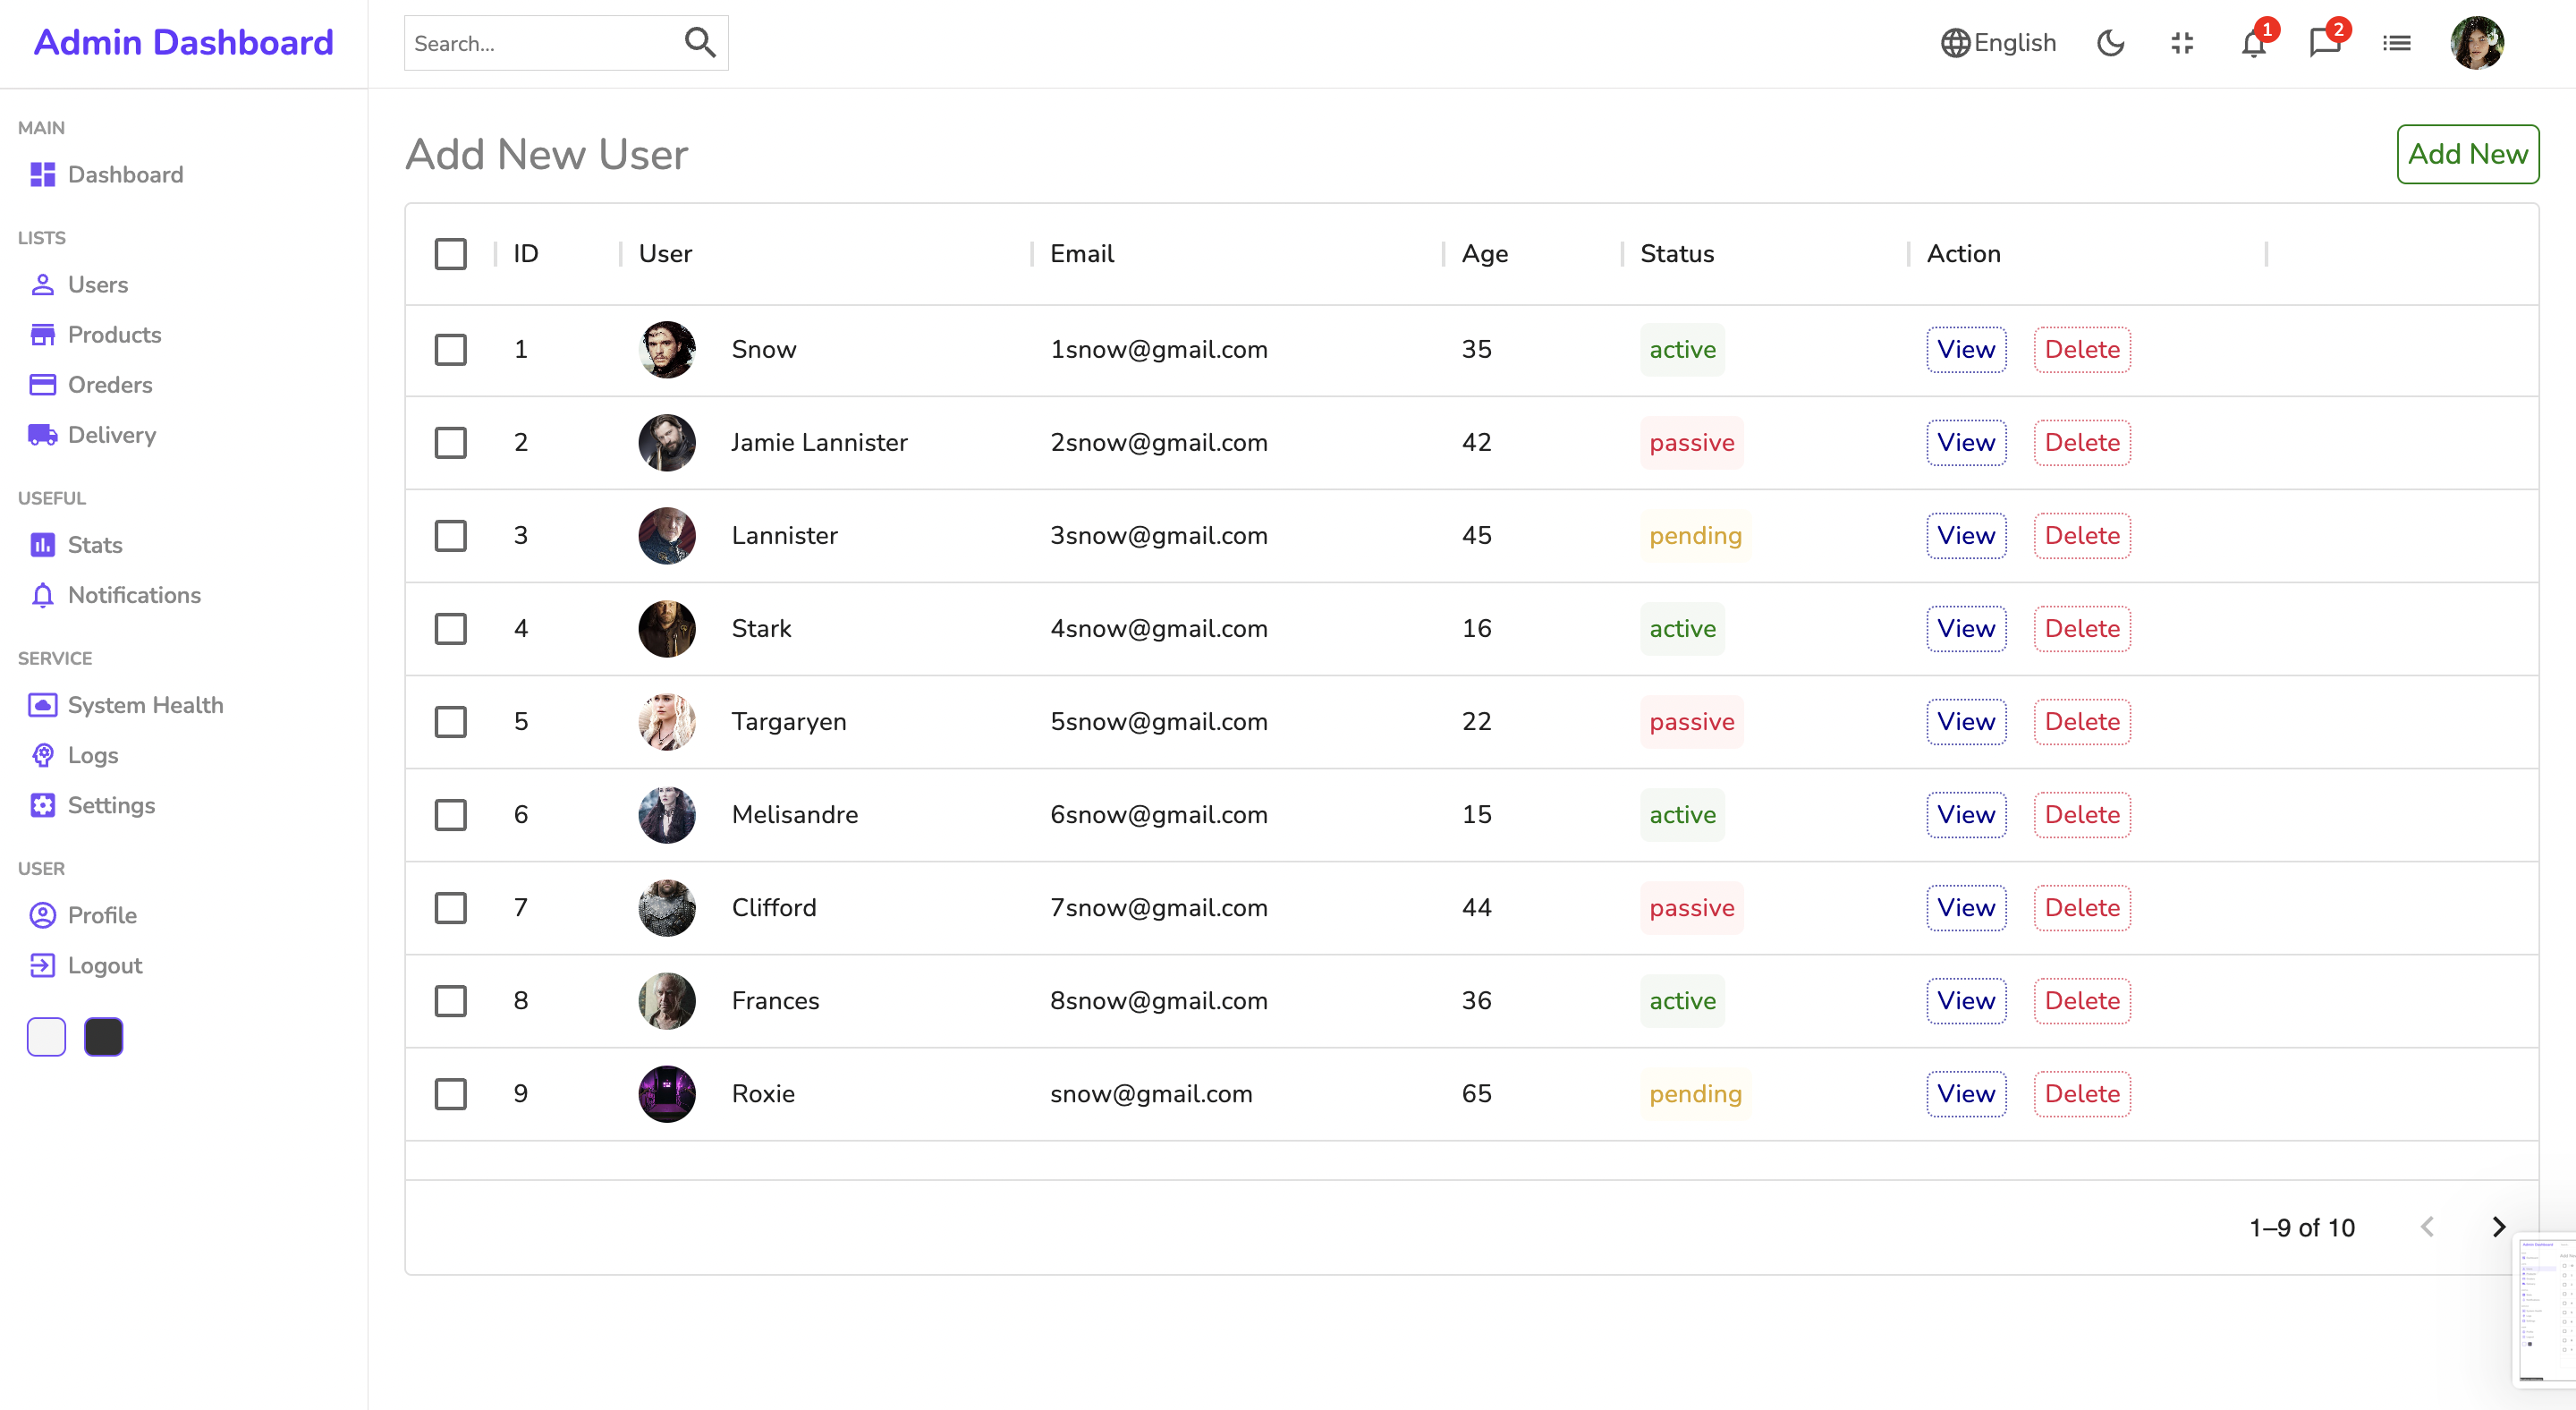 Admin Dashboard
Search...
English
1
2
MAIN
Dashboard
LISTS
Users
Products
Oreders
Delivery
USEFUL
Stats
Notifications
SERVICE
System Health
Logs
Settings
USER
Profile
Logout
Add New User
Add New
ID User Email Age Status Action
1 Snow 1snow@gmail.com 35 active View Delete
2 Jamie Lannister 2snow@gmail.com 42 passive View Delete
3 Lannister 3snow@gmail.com 45 pending View Delete
4 Stark 4snow@gmail.com 16 active View Delete
5 Targaryen 5snow@gmail.com 22 passive View Delete
6 Melisandre 6snow@gmail.com 15 active View Delete
7 Clifford 7snow@gmail.com 44 passive View Delete
8 Frances 8snow@gmail.com 36 active View Delete
9 Roxie snow@gmail.com 65 pending View Delete
1–9 of 10